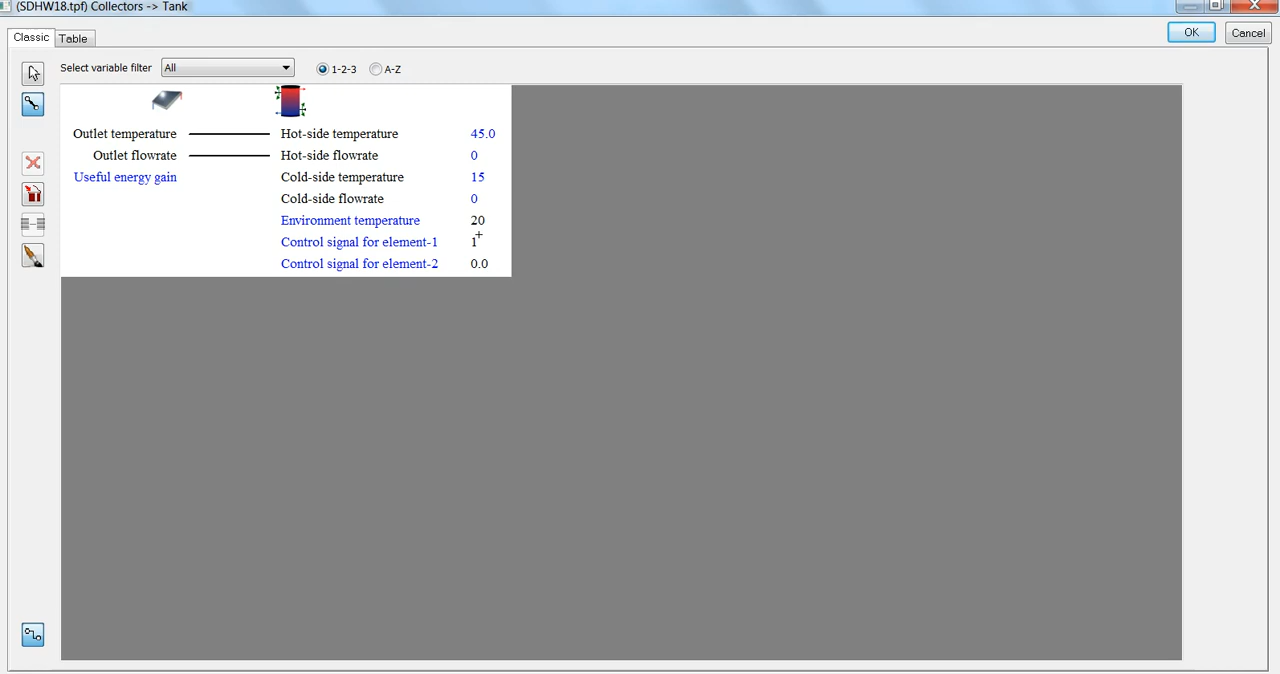 (SDHW18.tpf) Collectors -> Tank
Classic Table
OK Cancel
Select variable filter All 1-2-3 A-Z
Outlet temperature Hot-side temperature 45.0
Outlet flowrate Hot-side flowrate 0
Useful energy gain Cold-side temperature 15
Cold-side flowrate 0
Environment temperature 20
Control signal for element-1 1
Control signal for element-2 0.0